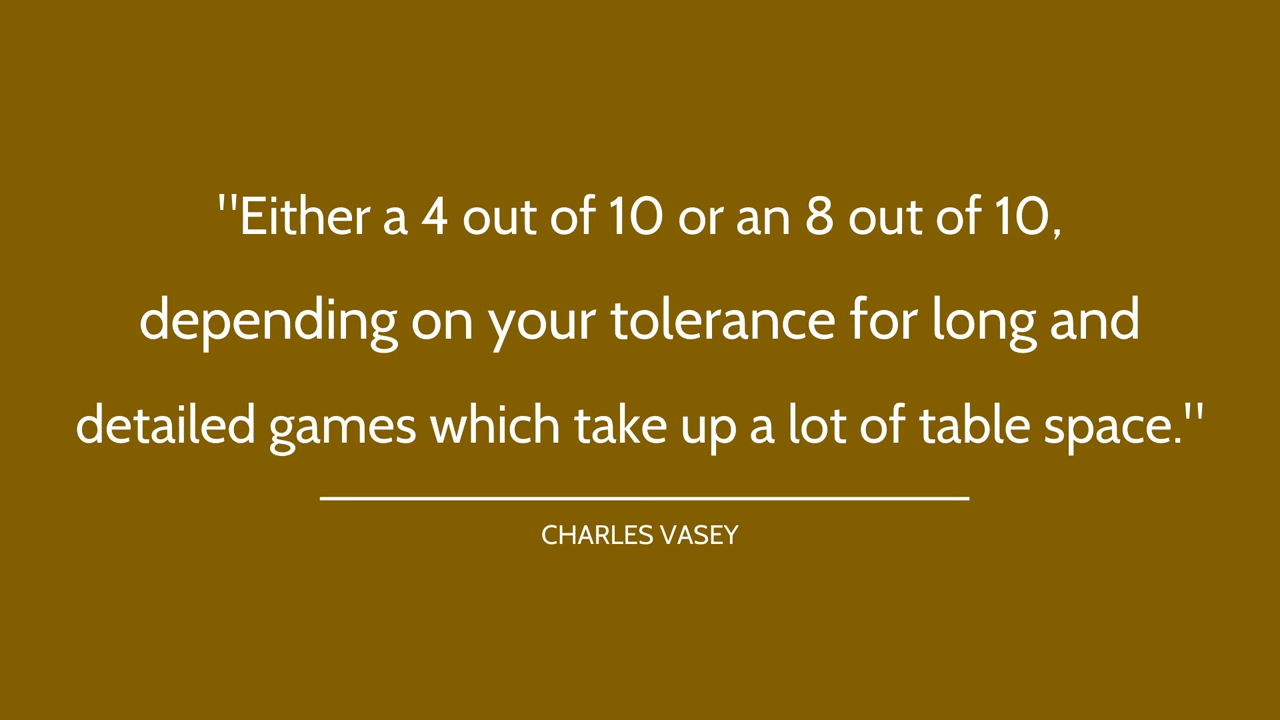 "Either a 4 out of 10 or an 8 out of 10,
depending on your tolerance for long and
detailed games which take up a lot of table space."
CHARLES VASEY